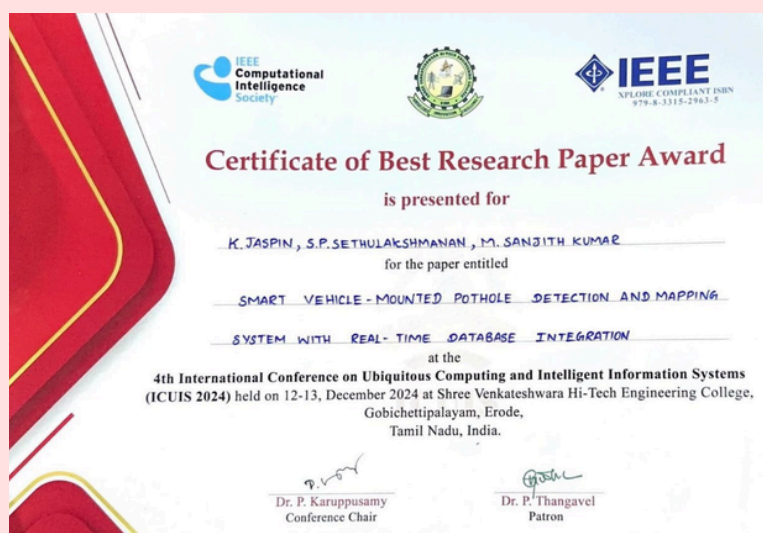 IEEE
Computational
Intelligence
Society
IEEE
XPLORE COMPLIANT ISBN
979-8-3315-2963-5
Certificate of Best Research Paper Award
is presented for
K. JASPIN, S.P. SETHULAKSHMANAN, M. SANJITH KUMAR
for the paper entitled
SMART VEHICLE-MOUNTED POTHOLE DETECTION AND MAPPING
SYSTEM WITH REAL-TIME DATABASE INTEGRATION
at the
4th International Conference on Ubiquitous Computing and Intelligent Information Systems
(ICUIS 2024) held on 12-13, December 2024 at Shree Venkateshwara Hi-Tech Engineering College,
Gobichettipalayam, Erode,
Tamil Nadu, India.
Dr. P. Karuppusamy
Conference Chair
Dr. P. Thangavel
Patron